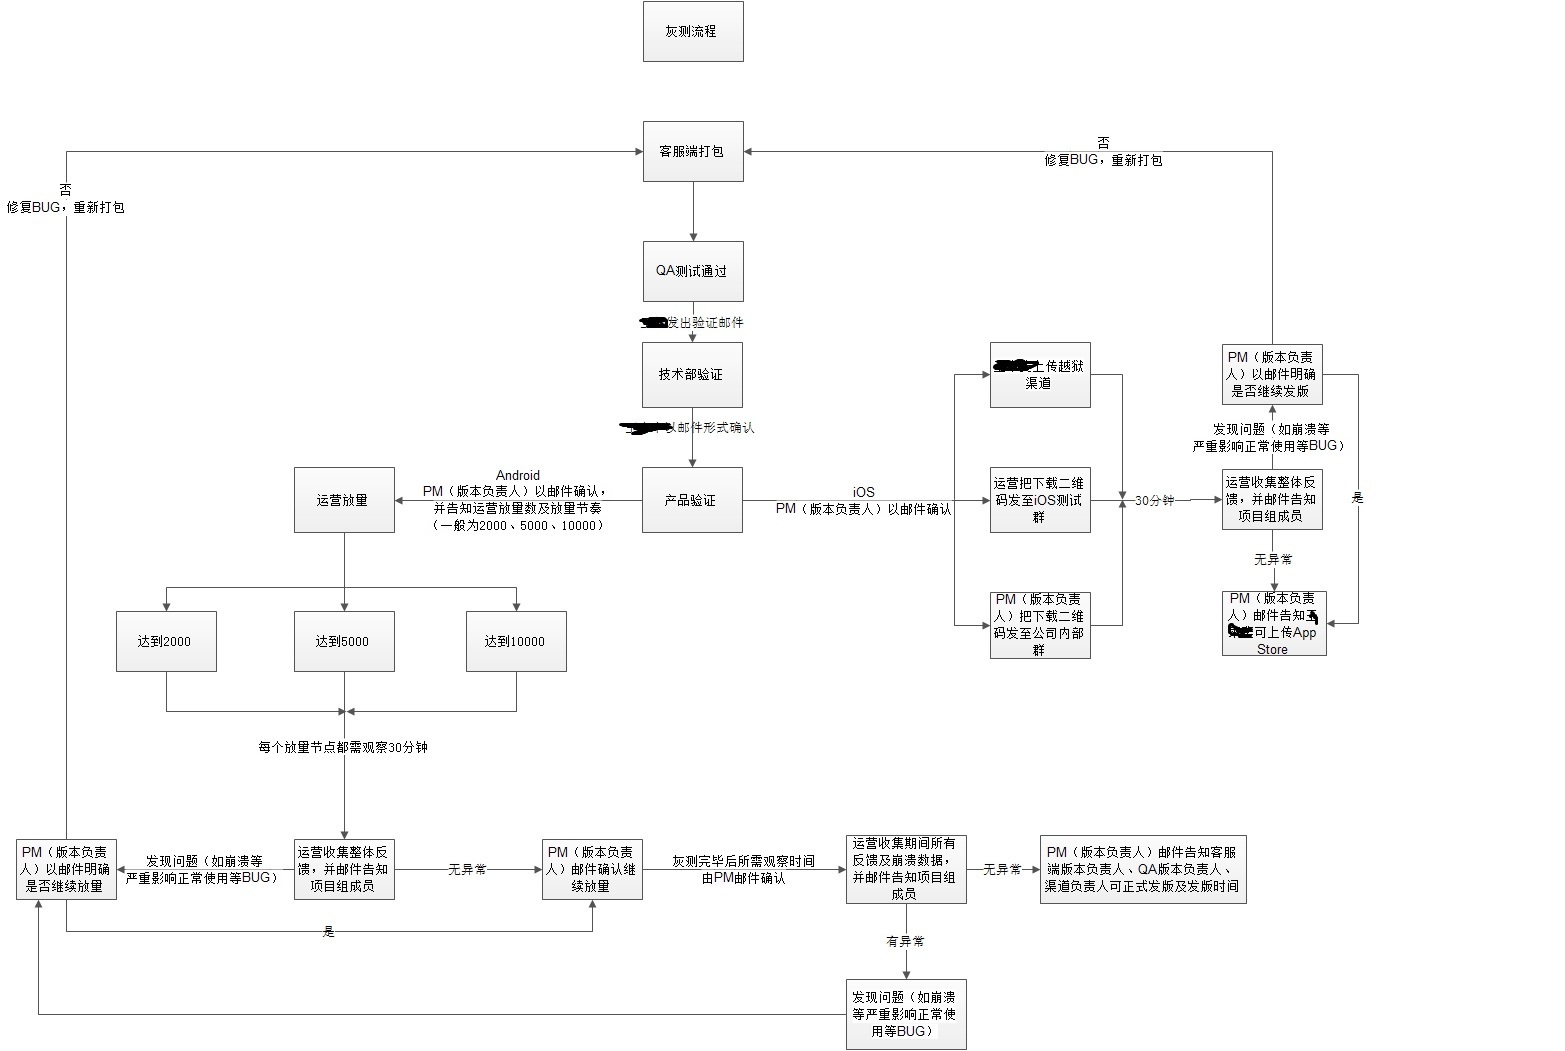 灰测流程
客服端打包
否
修复BUG，重新打包
否
修复BUG，重新打包
QA测试通过
发出验证邮件
技术部验证
以邮件形式确认
产品验证
Android
PM（版本负责人）以邮件确认，
并告知运营放量数及放量节奏
（一般为2000、5000、10000）
运营放量
达到2000
达到5000
达到10000
每个放量节点都需观察30分钟
iOS
PM（版本负责人）以邮件确认
上传越狱
渠道
运营把下载二维
码发至iOS测试
群
PM（版本负责
人）把下载二维
码发至公司内部
群
30分钟
PM（版本负责
人）以邮件明确
是否继续发版
发现问题（如崩溃等
严重影响正常使用等BUG）
运营收集整体反
馈，并邮件告知
项目组成员
是
无异常
PM（版本负责
人）邮件告知
可上传App
Store
PM（版本负责
人）以邮件明确
是否继续放量
发现问题（如崩溃等
严重影响正常使用等BUG）
运营收集整体反
馈，并邮件告知
项目组成员
无异常
PM（版本负责
人）邮件确认继
续放量
是
灰测完毕后所需观察时间
由PM邮件确认
运营收集期间所有
反馈及崩溃数据，
并邮件告知项目组
成员
无异常
PM（版本负责人）邮件告知客服
端版本负责人、QA版本负责人、
渠道负责人可正式发版及发版时间
有异常
发现问题（如崩溃
等严重影响正常使
用等BUG）